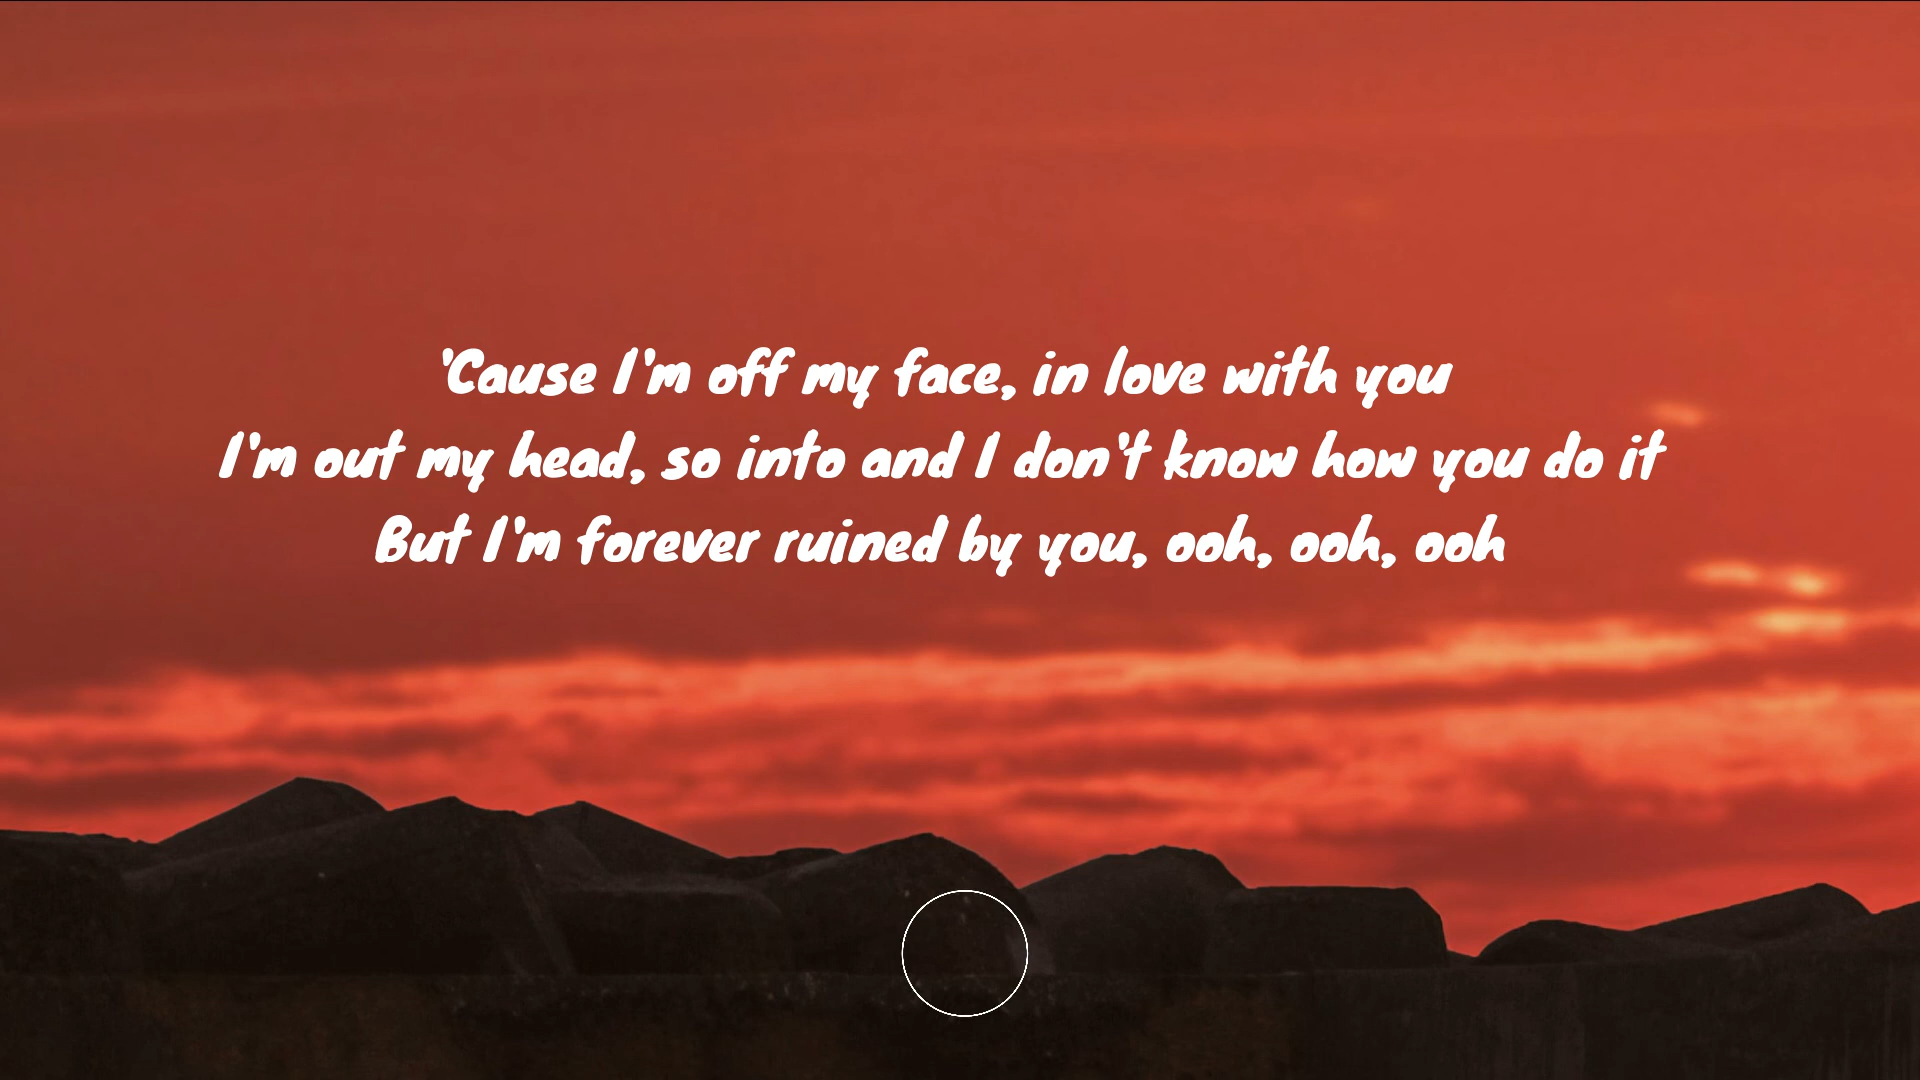 'Cause I'm off my face, in love with you
I'm out my head, so into and I don't know how you do it
But I'm forever ruined by you, ooh, ooh, ooh